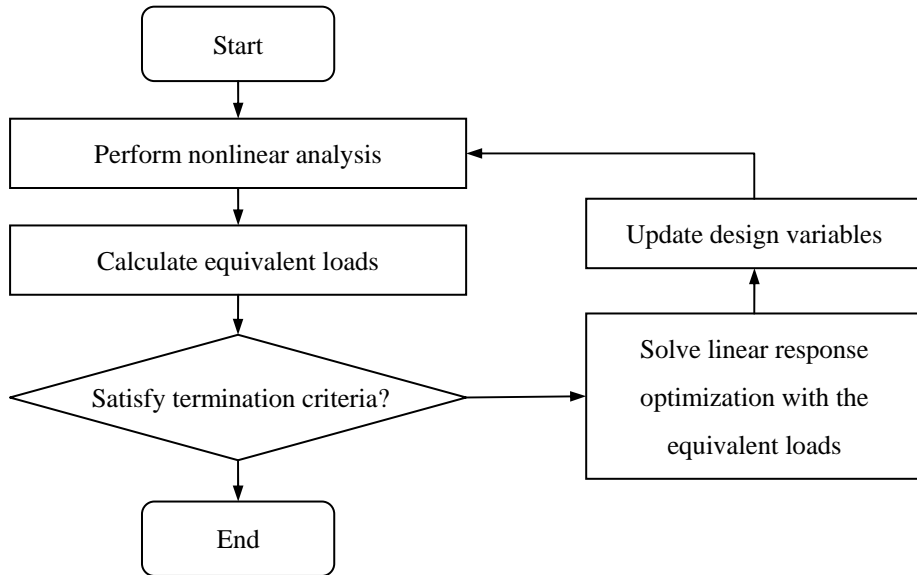 Start
Perform nonlinear analysis
Calculate equivalent loads
Satisfy termination criteria?
End
Update design variables
Solve linear response
optimization with the
equivalent loads